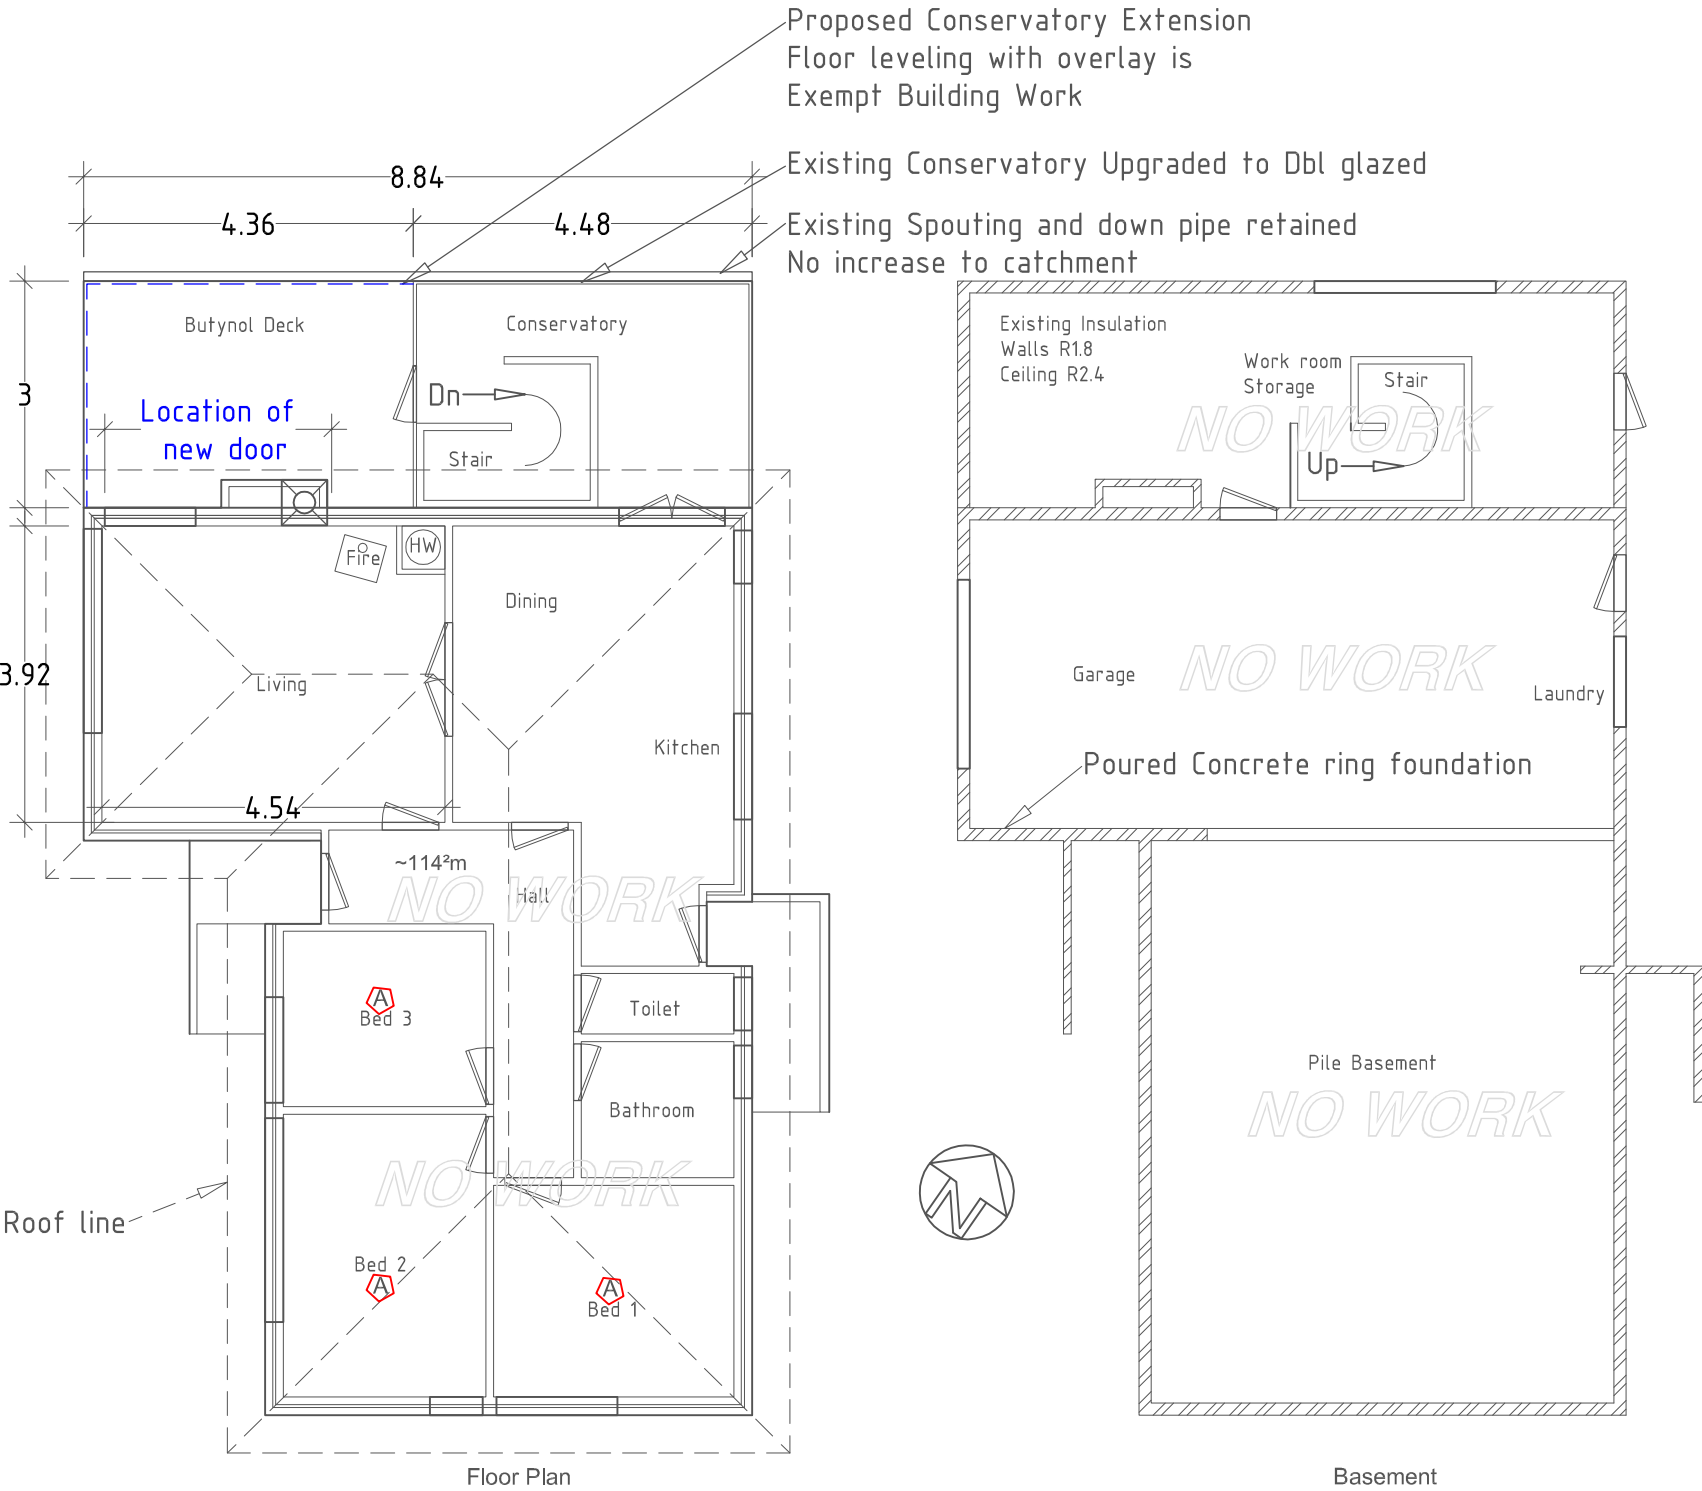 Proposed Conservatory Extension
Floor leveling with overlay is
Exempt Building Work
Existing Conservatory Upgraded to Dbl glazed
8.84
4.36
4.48
Existing Spouting and down pipe retained
No increase to catchment
Butynol Deck
Conservatory
3
Dn
Location of
new door
Stair
Fire
HW
Dining
3.92
Living
Kitchen
4.54
~114²m
Hall
NO WORK
A
Bed 3
Toilet
Bathroom
NO WORK
Roof line
Bed 2
A
A
Bed 1
Floor Plan
Existing Insulation
Walls R1.8
Ceiling R2.4
Work room
Storage
Stair
NO WORK
Up
Garage
NO WORK
Laundry
Poured Concrete ring foundation
Pile Basement
NO WORK
N
Basement